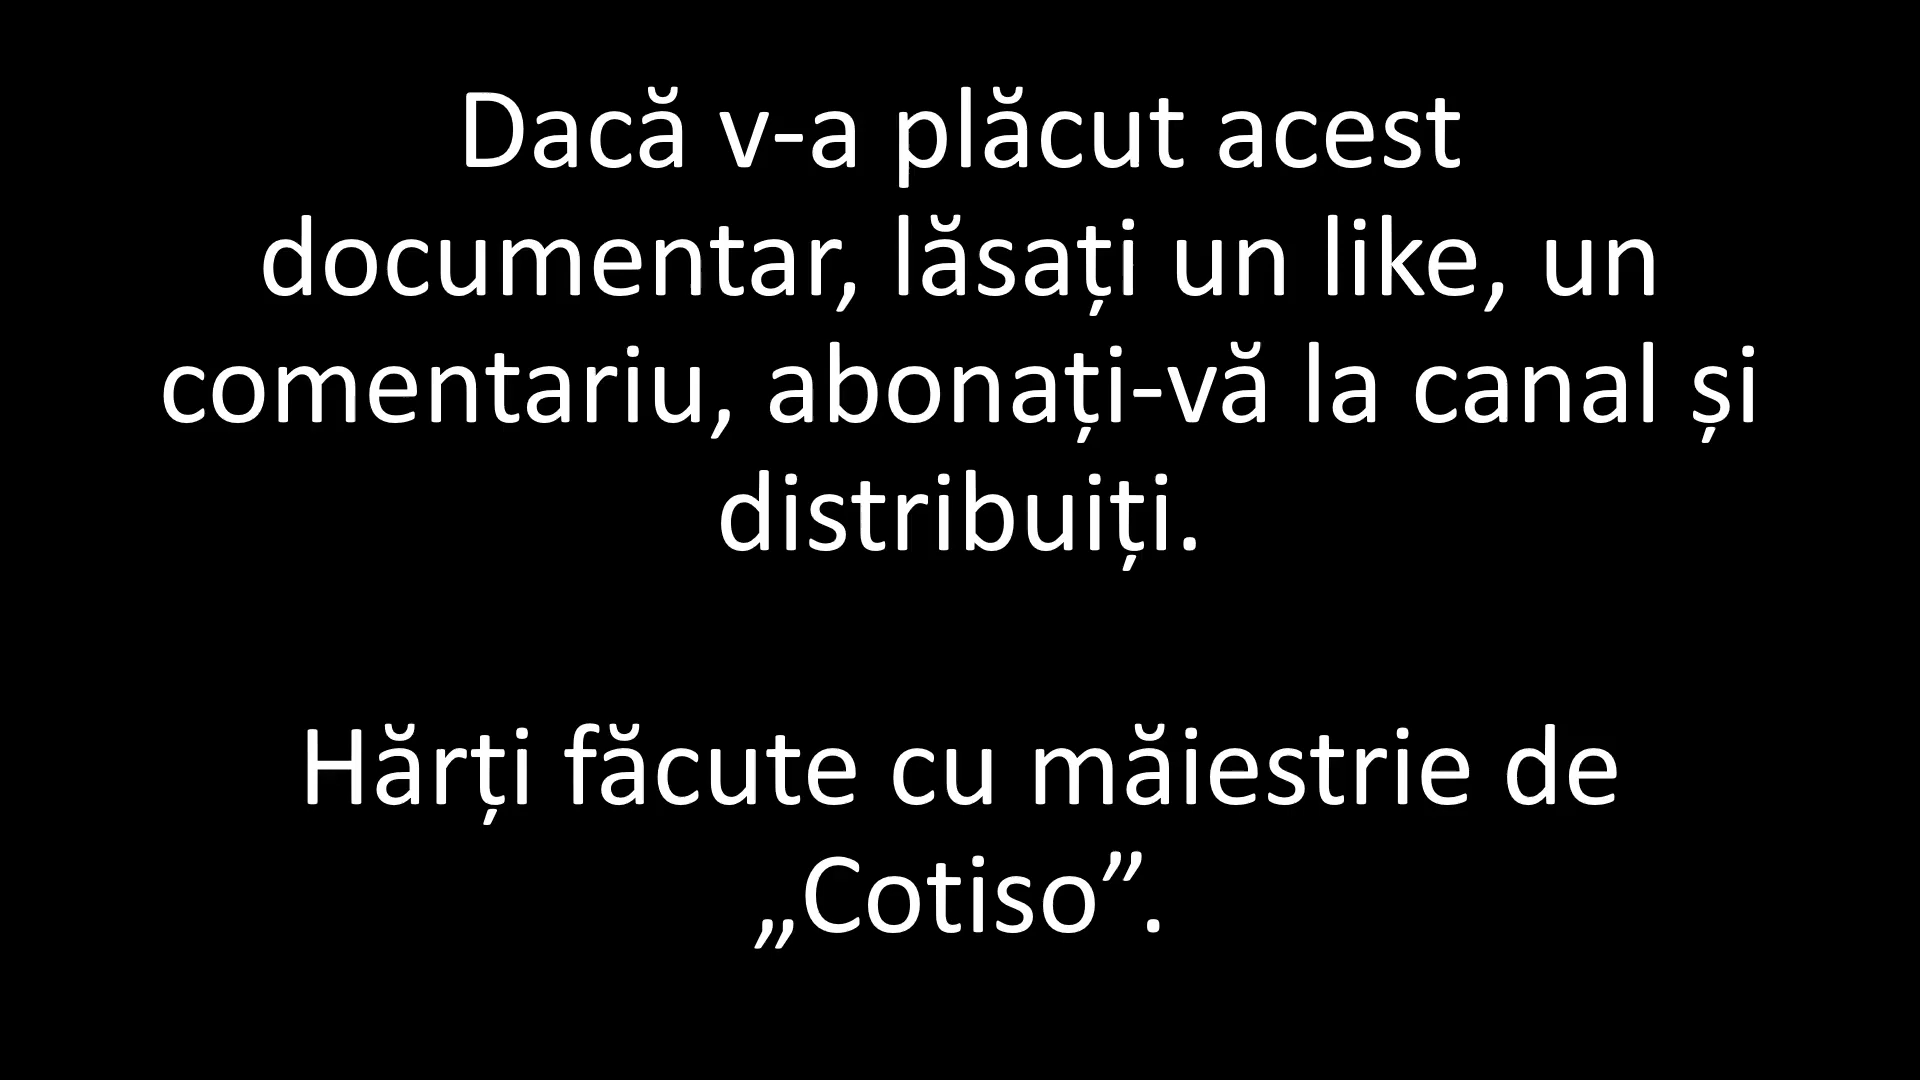 Dacă v-a plăcut acest
documentar, lăsați un like, un
comentariu, abonați-vă la canal și
distribuiți.
Hărți făcute cu măiestrie de
„Cotiso”.